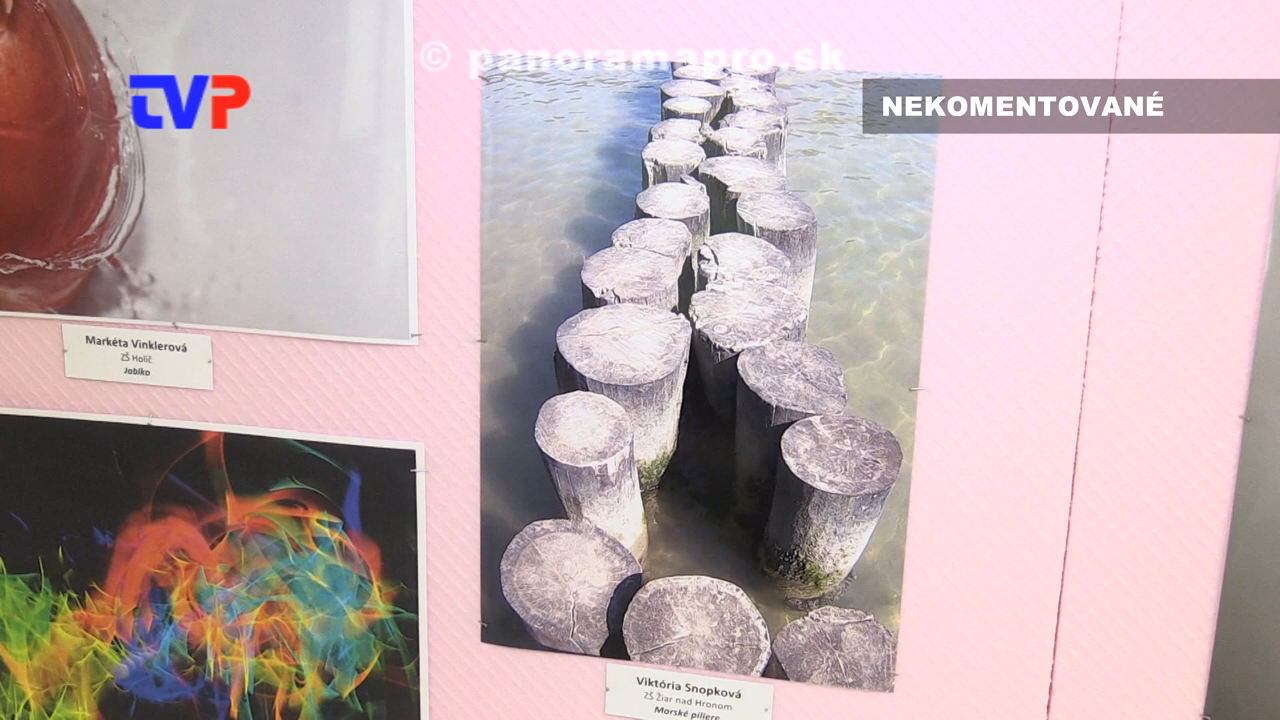 © panoramapro.sk
TVP
NEKOMENTOVANÉ
Markéta Vinklerová
ZŠ Holíč
Jablko
Viktória Snopková
ZŠ Žiar nad Hronom
Morské piliere